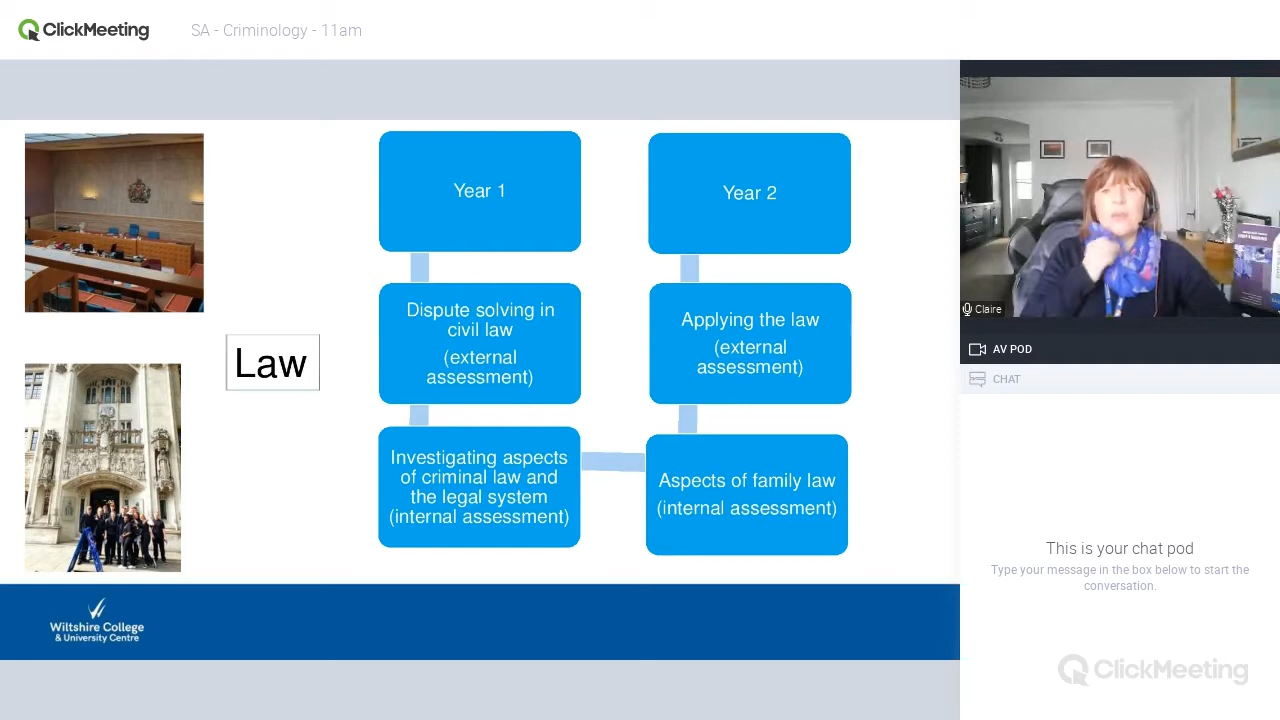 ClickMeeting
SA - Criminology - 11am
Year 1
Year 2
Dispute solving in
civil law
(external
assessment)
Applying the law
(external
assessment)
Law
Investigating aspects
of criminal law and
the legal system
(internal assessment)
Aspects of family law
(internal assessment)
Wiltshire College
& University Centre
Claire
AV POD
CHAT
This is your chat pod
Type your message in the box below to start the
conversation.
ClickMeeting